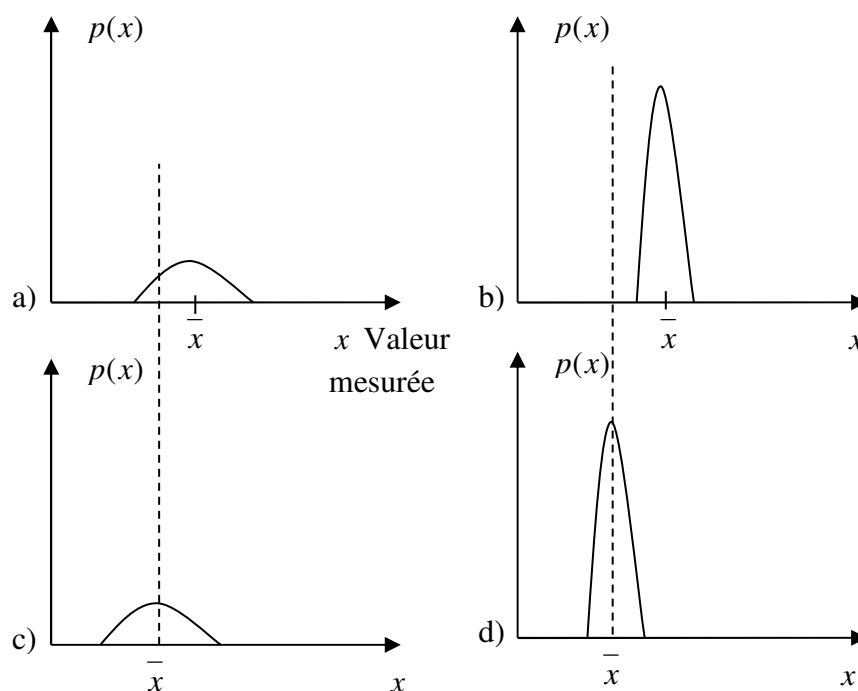 p(x)
p(x)
a)
x̄
x Valeur
mesurée
b)
x̄
x
p(x)
p(x)
c)
x̄
x
d)
x̄
x